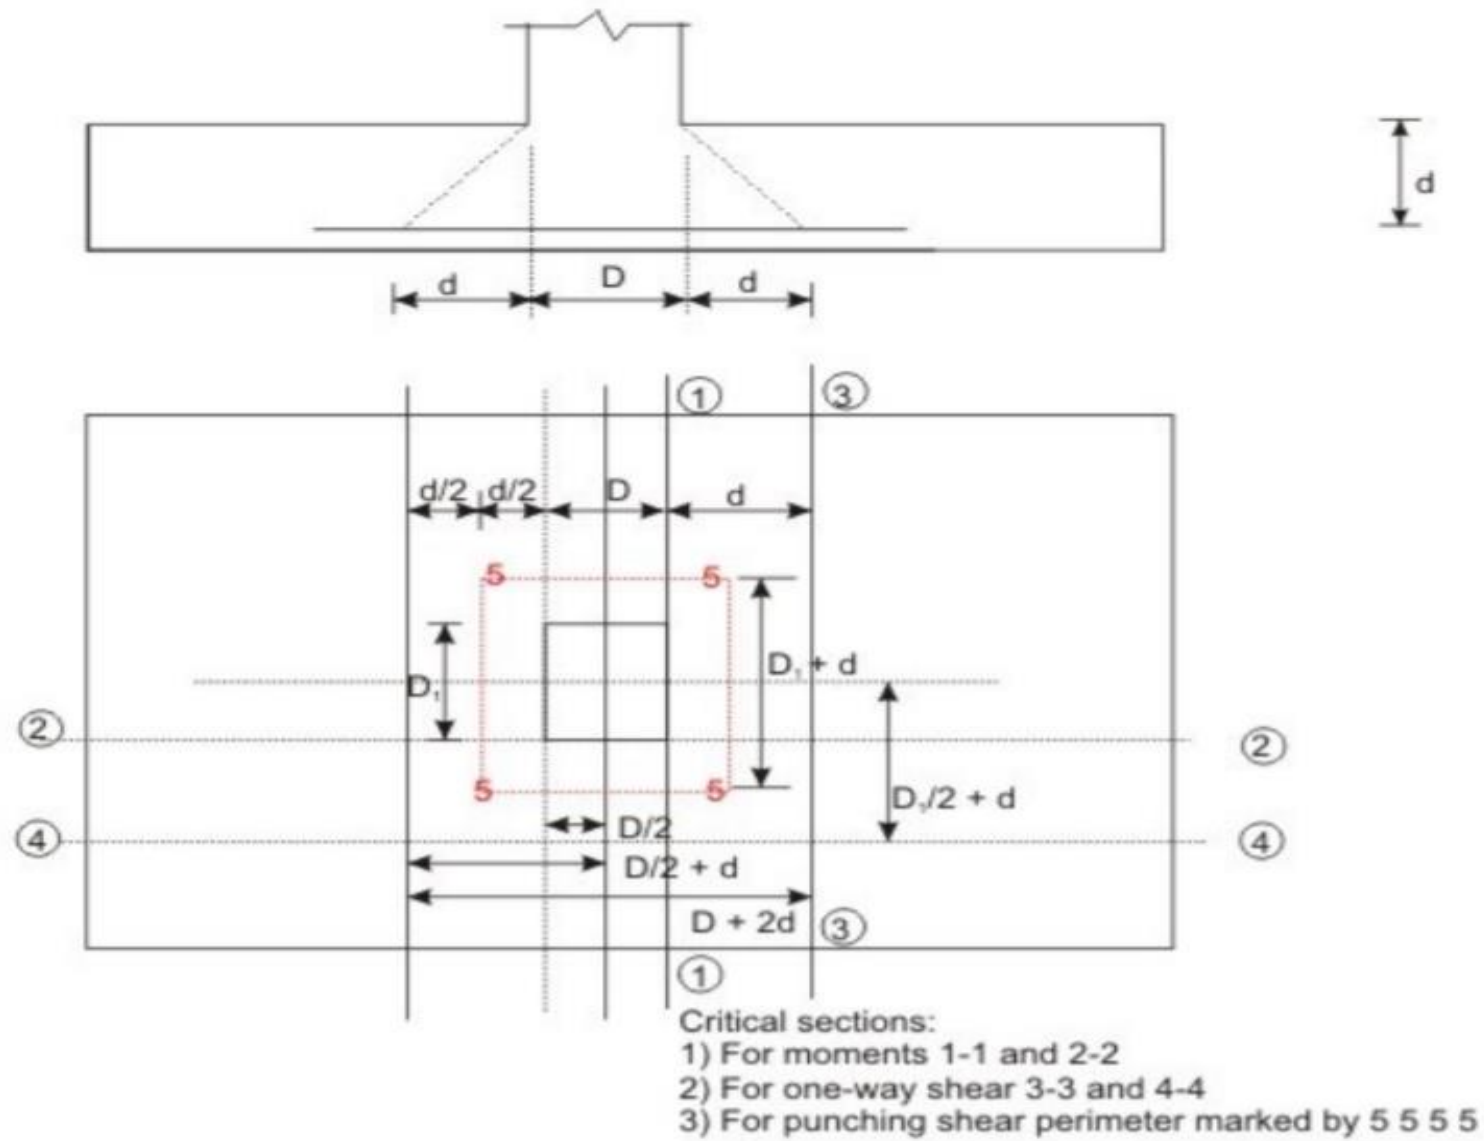 d
d D d
① ③
d/2 d/2 D d
5 5
D₁ + d
D₁
② ②
5 5
D₁/2 + d
D/2
④ ④
D/2 + d
D + 2d ③
①
Critical sections:
1) For moments 1-1 and 2-2
2) For one-way shear 3-3 and 4-4
3) For punching shear perimeter marked by 5 5 5 5